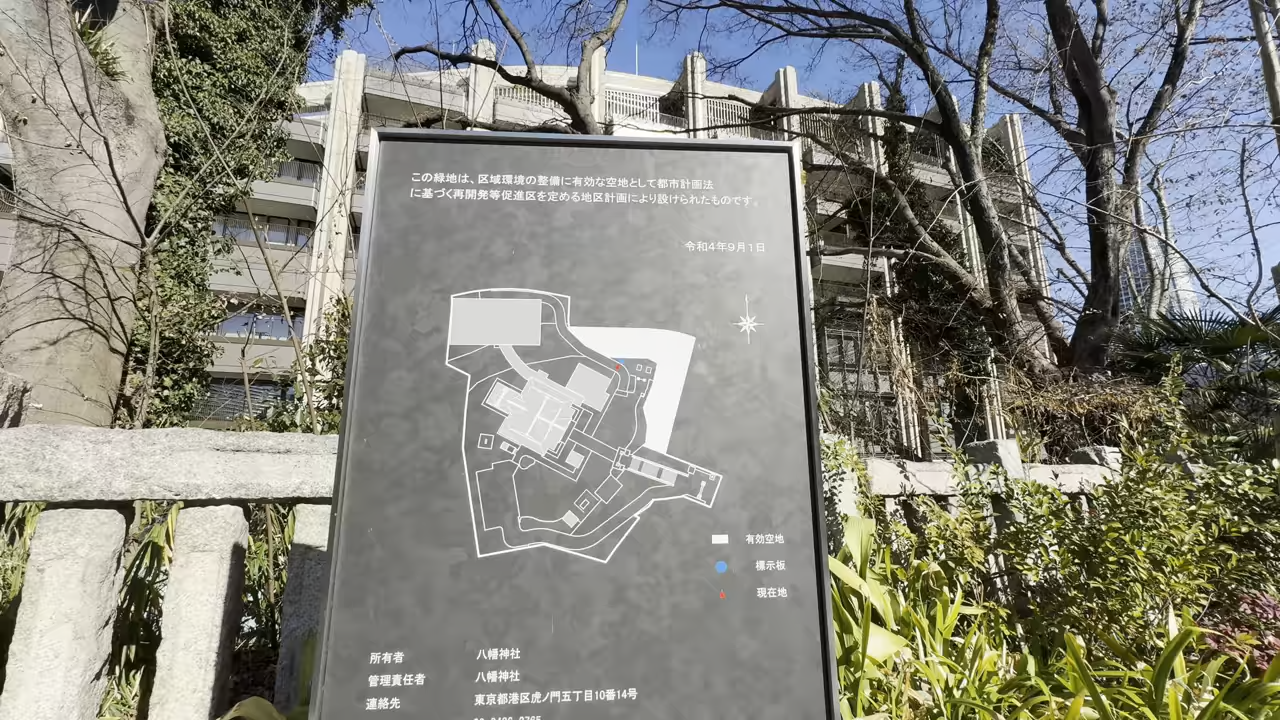 この緑地は、区域環境の整備に有効な空地として都市計画法
に基づく再開発等促進区を定める地区計画により設けられたものです。
令和4年9月1日
有効空地
標示板
現在地
所有者 八幡神社
管理責任者 八幡神社
連絡先 東京都港区虎ノ門五丁目10番14号